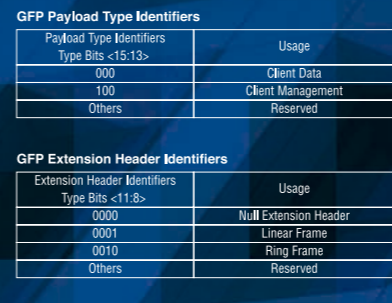 GFP Payload Type Identifiers
Payload Type Identifiers
Type Bits <15:13>
Usage
000
Client Data
100
Client Management
Others
Reserved
GFP Extension Header Identifiers
Extension Header Identifiers
Type Bits <11:8>
Usage
0000
Null Extension Header
0001
Linear Frame
0010
Ring Frame
Others
Reserved